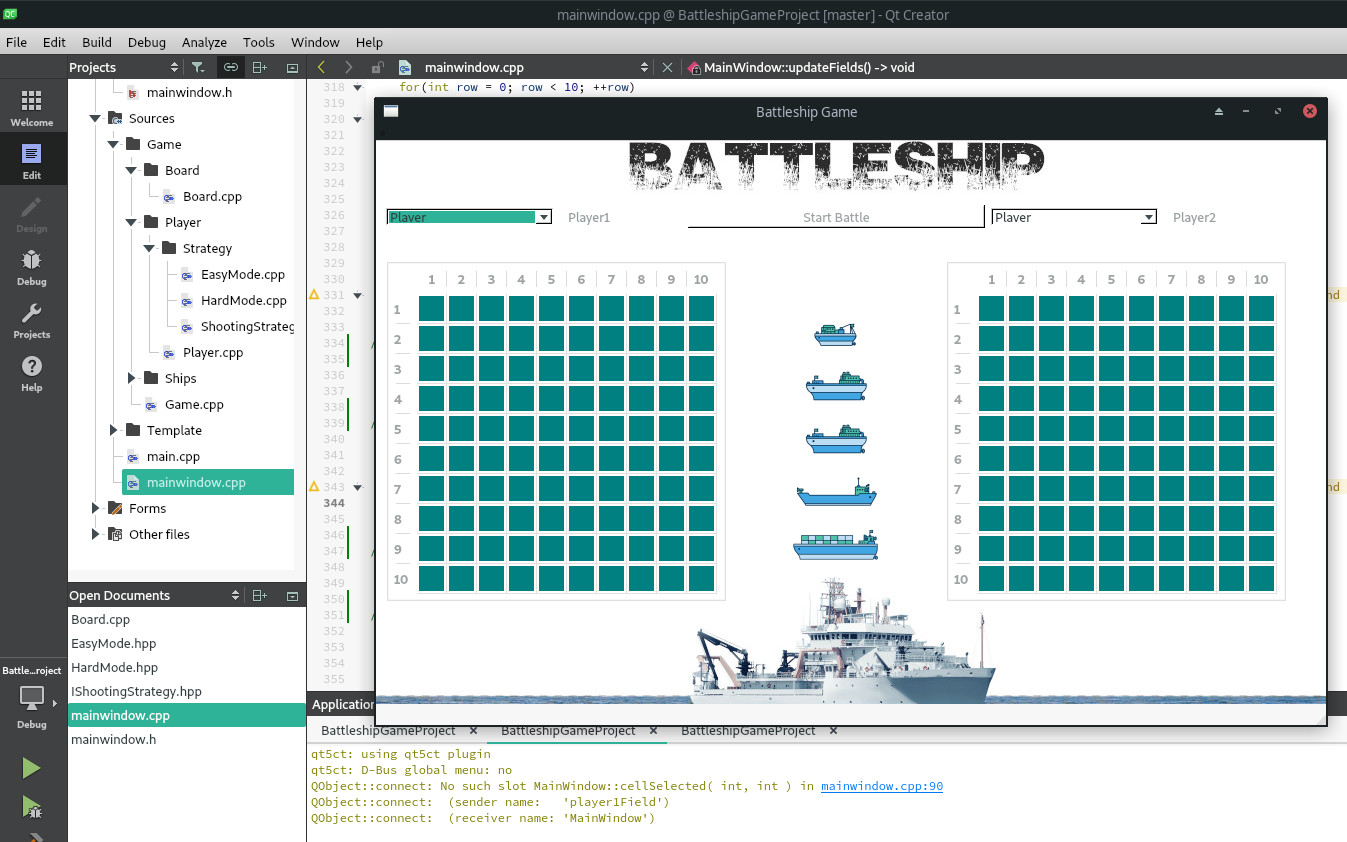 mainwindow.cpp @ BattleshipGameProject [master] - Qt Creator
File Edit Build Debug Analyze Tools Window Help
Projects
mainwindow.cpp
MainWindow::updateFields() -> void
Welcome
Edit
Design
Debug
Projects
Help
mainwindow.h
Sources
Game
Board
Board.cpp
Player
Strategy
EasyMode.cpp
HardMode.cpp
ShootingStrateg
Player.cpp
Ships
Game.cpp
Template
main.cpp
mainwindow.cpp
Forms
Other files
Open Documents
Board.cpp
EasyMode.hpp
HardMode.hpp
IShootingStrategy.hpp
mainwindow.cpp
mainwindow.h
Battle...roject
Debug
318 for(int row = 0; row < 10; ++row)
319
320
321
322
323
324
325
326
327
328
329
330
331
332
333
334 /
335
336
337
338
339 /
340
341
342
343
344
345
346
347 /
348
349
350
351 /
352
353
354
355
nd
nd
Battleship Game
BATTLESHIP
Player
Player1
Start Battle
Player
Player2
1 2 3 4 5 6 7 8 9 10
1
2
3
4
5
6
7
8
9
10
1 2 3 4 5 6 7 8 9 10
1
2
3
4
5
6
7
8
9
10
Application
BattleshipGameProject BattleshipGameProject BattleshipGameProject
qt5ct: using qt5ct plugin
qt5ct: D-Bus global menu: no
QObject::connect: No such slot MainWindow::cellSelected( int, int ) in mainwindow.cpp:90
QObject::connect:  (sender name:   'player1Field')
QObject::connect:  (receiver name: 'MainWindow')